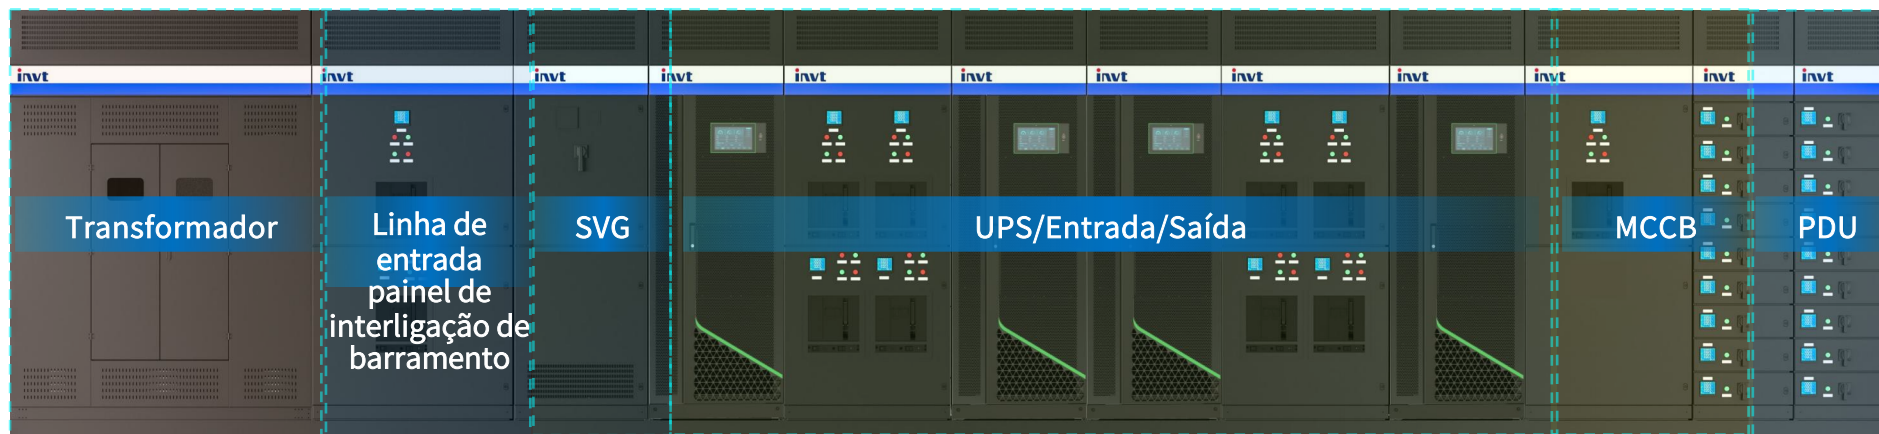 invt invt invt invt invt invt invt invt invt invt invt invt
Transformador
Linha de
entrada
painel de
interligação de
barramento
SVG
UPS/Entrada/Saída
MCCB
PDU